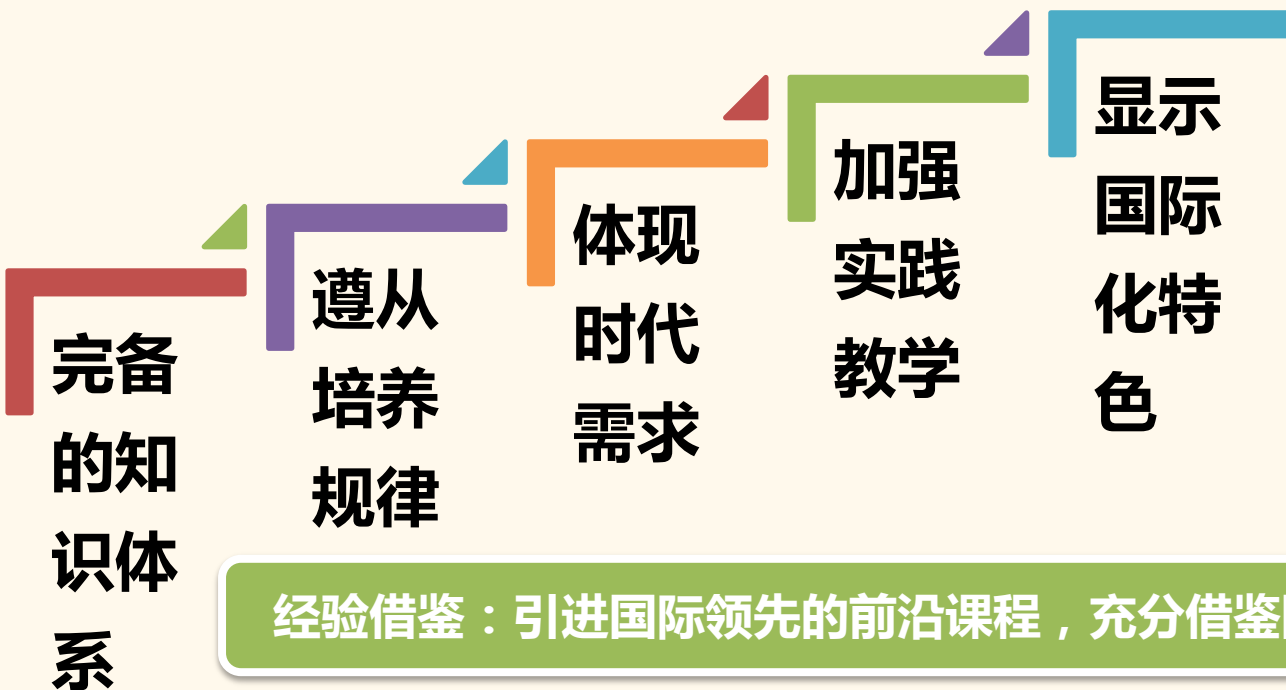 完备
的知
识体
系
遵从
培养
规律
体现
时代
需求
加强
实践
教学
显示
国际
化特
色
经验借鉴：引进国际领先的前沿课程，充分借鉴